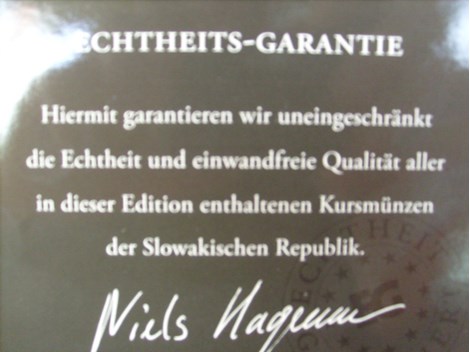 ECHTHEITS-GARANTIE
Hiermit garantieren wir uneingeschränkt
die Echtheit und einwandfreie Qualität aller
in dieser Edition enthaltenen Kursmünzen
der Slowakischen Republik.
Niels
ECHTHEIT